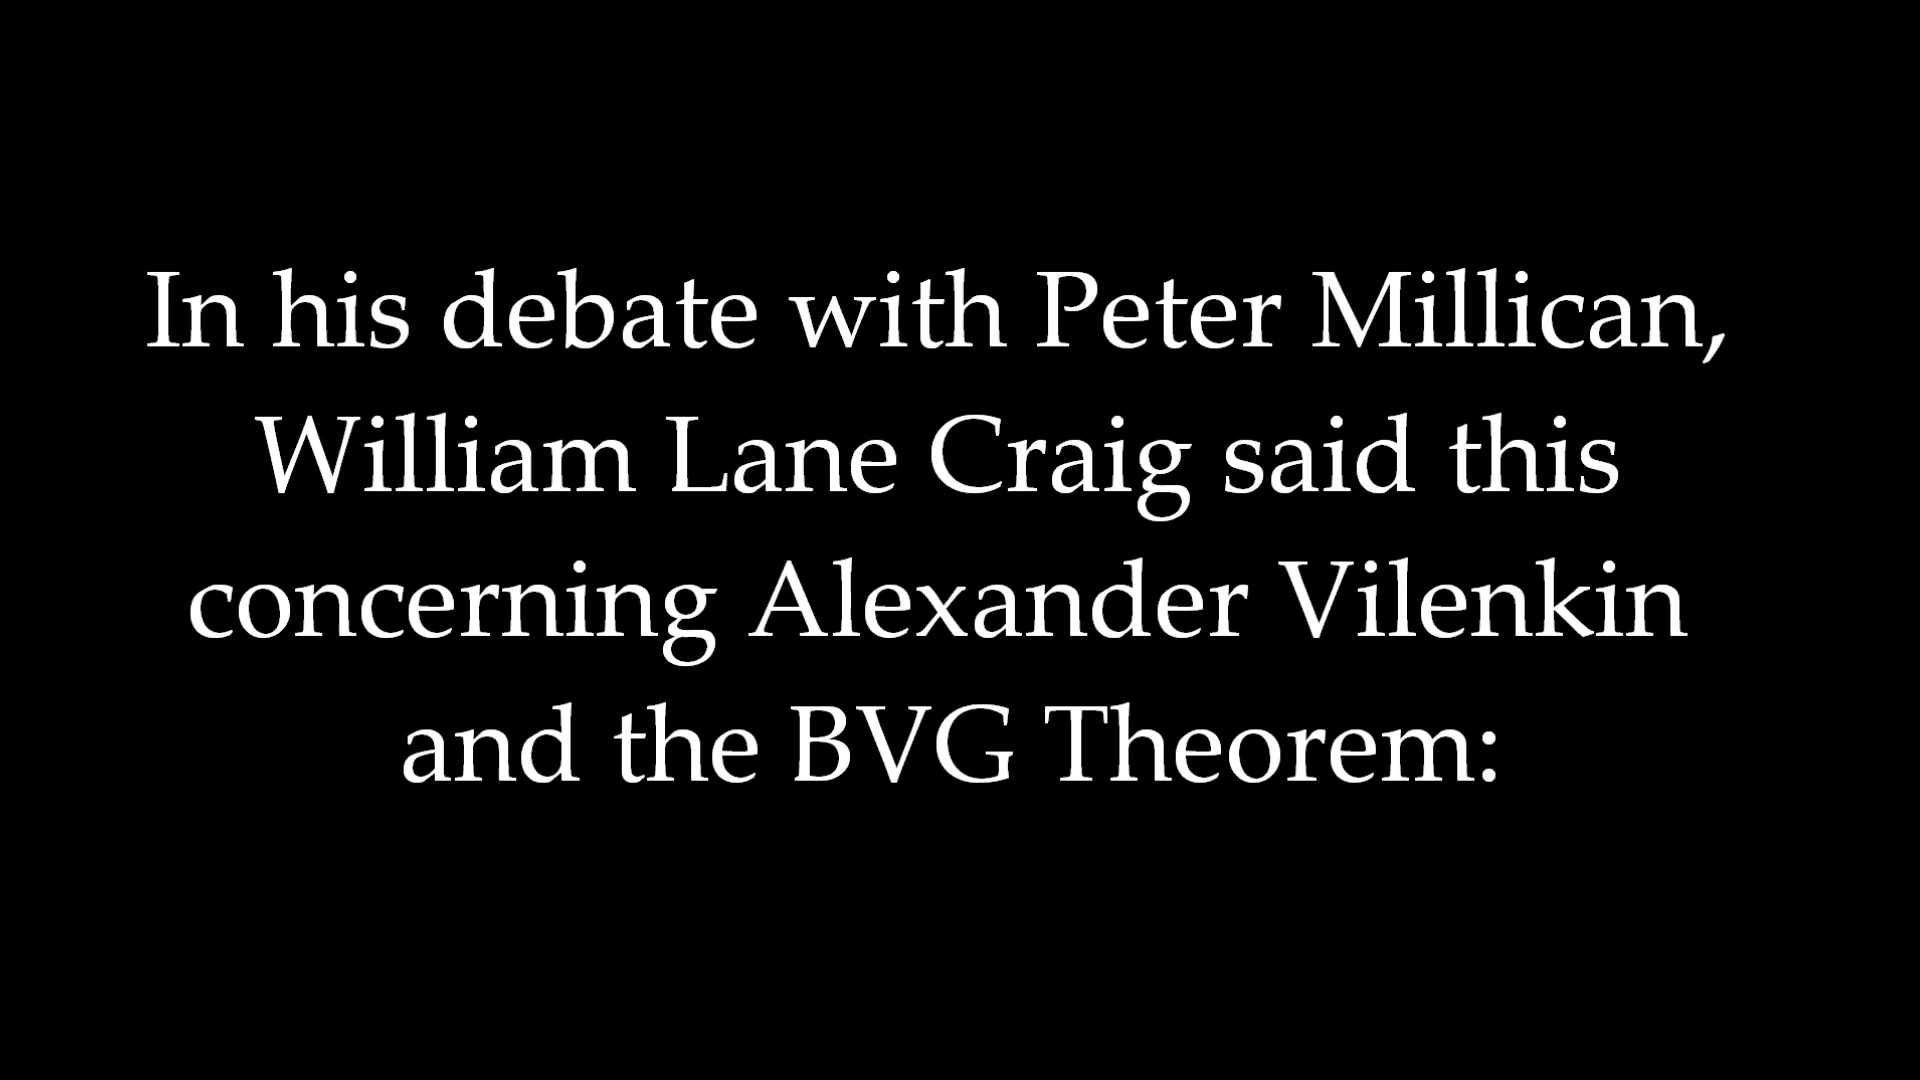 In his debate with Peter Millican,
William Lane Craig said this
concerning Alexander Vilenkin
and the BVG Theorem: